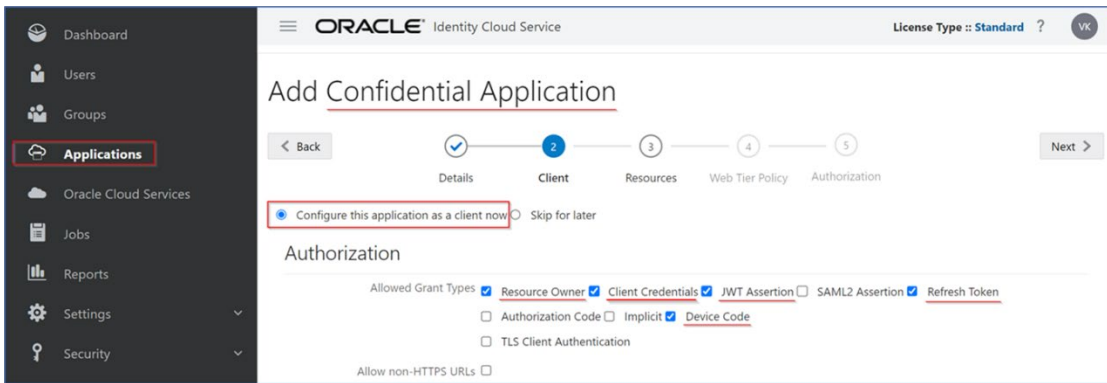 Dashboard
Users
Groups
Applications
Oracle Cloud Services
Jobs
Reports
Settings
Security
ORACLE® Identity Cloud Service
License Type :: Standard ? VK
Add Confidential Application
< Back
2 3 4 5
Next >
Details Client Resources Web Tier Policy Authorization
Configure this application as a client now Skip for later
Authorization
Allowed Grant Types Resource Owner Client Credentials JWT Assertion SAML2 Assertion Refresh Token
Authorization Code Implicit Device Code
TLS Client Authentication
Allow non-HTTPS URLs